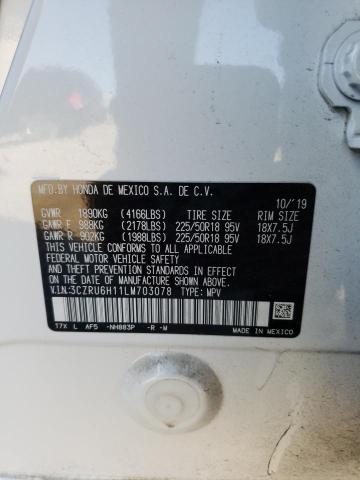 MFD.BY HONDA DE MEXICO S.A. DE C.V.
10/'19
GVWR 1890KG (4166LBS) TIRE SIZE RIM SIZE
GAWR F 988KG (2178LBS) 225/50R18 95V 18X7.5J
GAWR R 902KG (1988LBS) 225/50R18 95V 18X7.5J
THIS VEHICLE CONFORMS TO ALL APPLICABLE
FEDERAL MOTOR VEHICLE SAFETY AND
THEFT PREVENTION STANDARDS IN EFFECT
ON THE DATE OF MANUFACTURE SHOWN ABOVE.
V.I.N:3CZRU6H11LM703078 TYPE: MPV
17X L AF5 -NH883P -R -M
MADE IN MEXICO